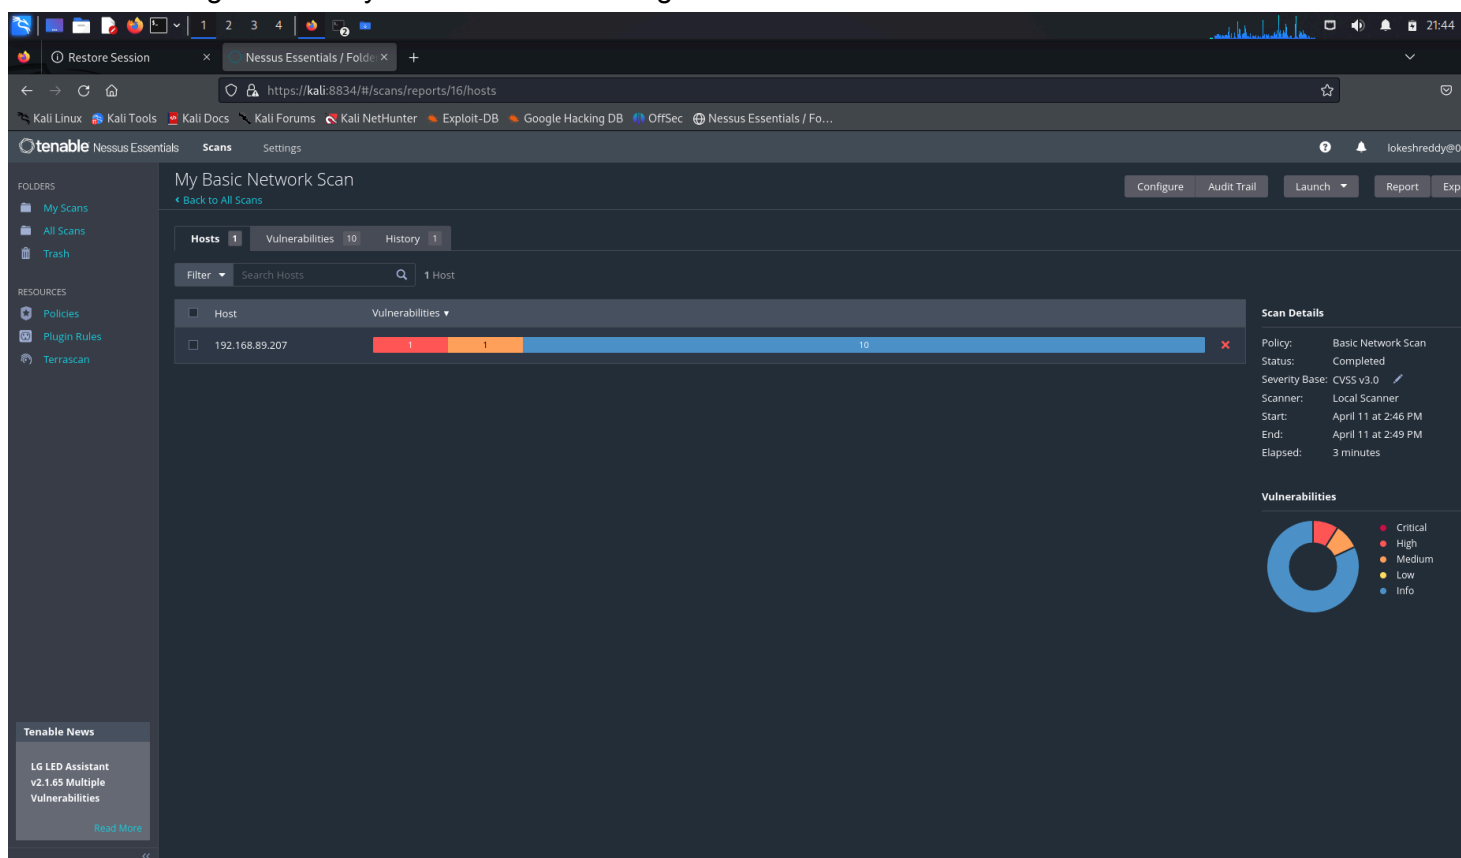 1 2 3 4 2 21:44
Restore Session × Nessus Essentials / Folde × +
https://kali:8834/#/scans/reports/16/hosts
Kali Linux Kali Tools Kali Docs Kali Forums Kali NetHunter Exploit-DB Google Hacking DB OffSec Nessus Essentials / Fo…
tenable Nessus Essentials Scans Settings lokeshreddy@0
FOLDERS
My Scans
All Scans
Trash
RESOURCES
Policies
Plugin Rules
Terrascan
My Basic Network Scan
Back to All Scans
Configure Audit Trail Launch Report Exp
Hosts 1 Vulnerabilities 10 History 1
Filter Search Hosts 1 Host
Host Vulnerabilities
192.168.89.207 1 1 10
Scan Details
Policy: Basic Network Scan
Status: Completed
Severity Base: CVSS v3.0
Scanner: Local Scanner
Start: April 11 at 2:46 PM
End: April 11 at 2:49 PM
Elapsed: 3 minutes
Vulnerabilities
Critical
High
Medium
Low
Info
Tenable News
LG LED Assistant
v2.1.65 Multiple
Vulnerabilities
Read More